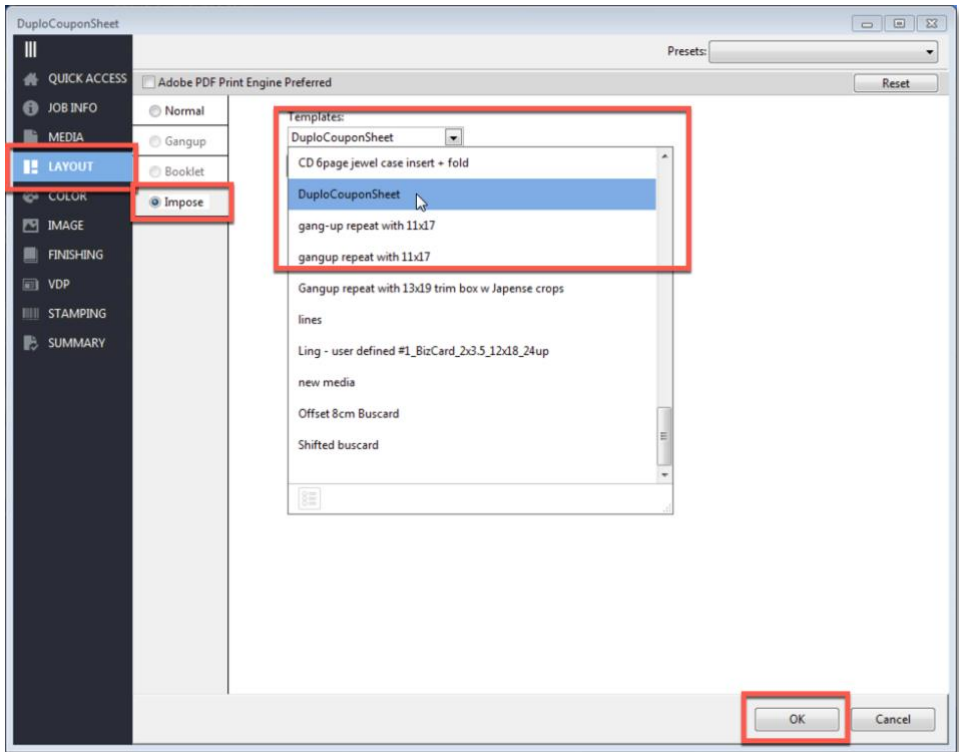 DuploCouponSheet
Presets:
QUICK ACCESS
Adobe PDF Print Engine Preferred
Reset
JOB INFO
MEDIA
LAYOUT
COLOR
IMAGE
FINISHING
VDP
STAMPING
SUMMARY
Normal
Gangup
Booklet
Impose
Templates:
DuploCouponSheet
CD 6page jewel case insert + fold
DuploCouponSheet
gang-up repeat with 11x17
gangup repeat with 11x17
Gangup repeat with 13x19 trim box w Japense crops
lines
Ling - user defined #1_BizCard_2x3.5_12x18_24up
new media
Offset 8cm Buscard
Shifted buscard
OK
Cancel